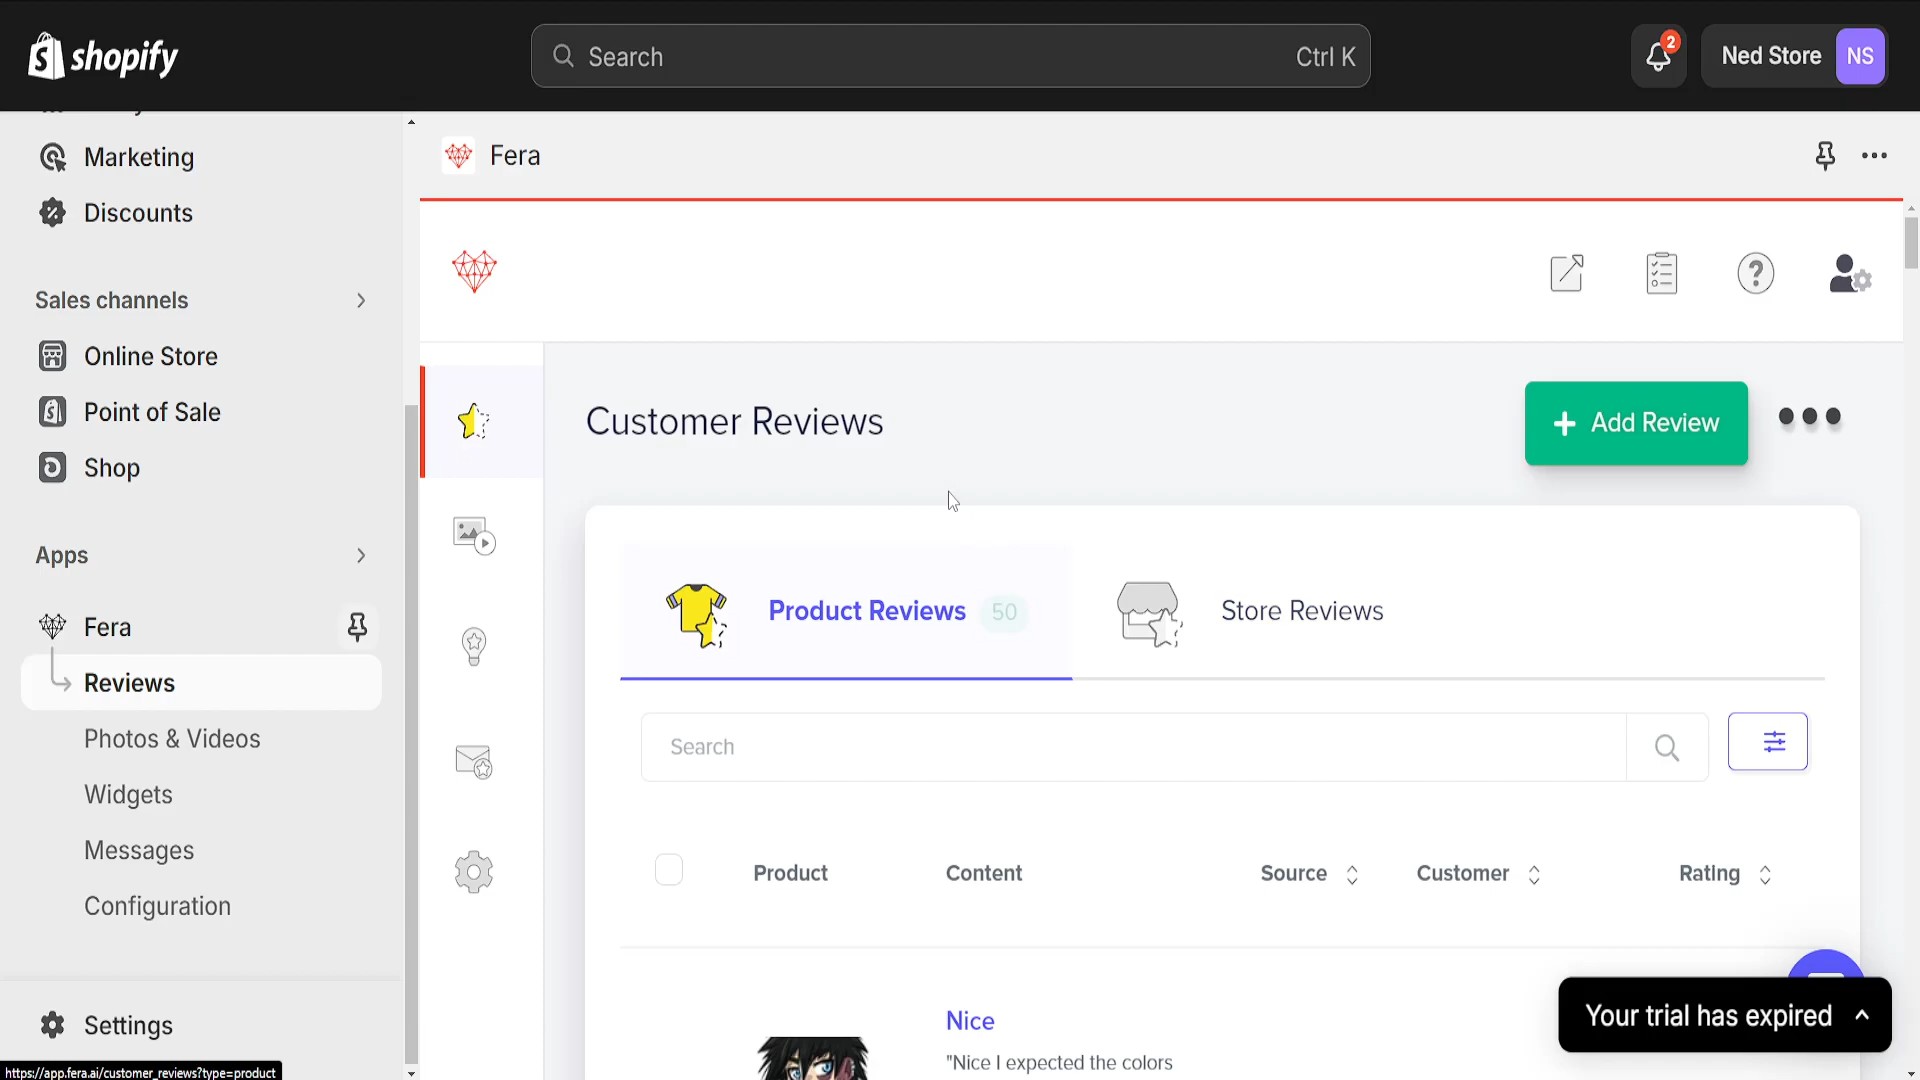 shopify
Search
Ctrl K
2
Ned Store
NS
Marketing
Discounts
Sales channels
Online Store
Point of Sale
Shop
Apps
Fera
Reviews
Photos & Videos
Widgets
Messages
Configuration
Settings
https://app.fera.ai/customer_reviews?type=product
Fera
Customer Reviews
+ Add Review
Product Reviews 50
Store Reviews
Search
Product
Content
Source
Customer
Rating
Nice
"Nice I expected the colors
Your trial has expired